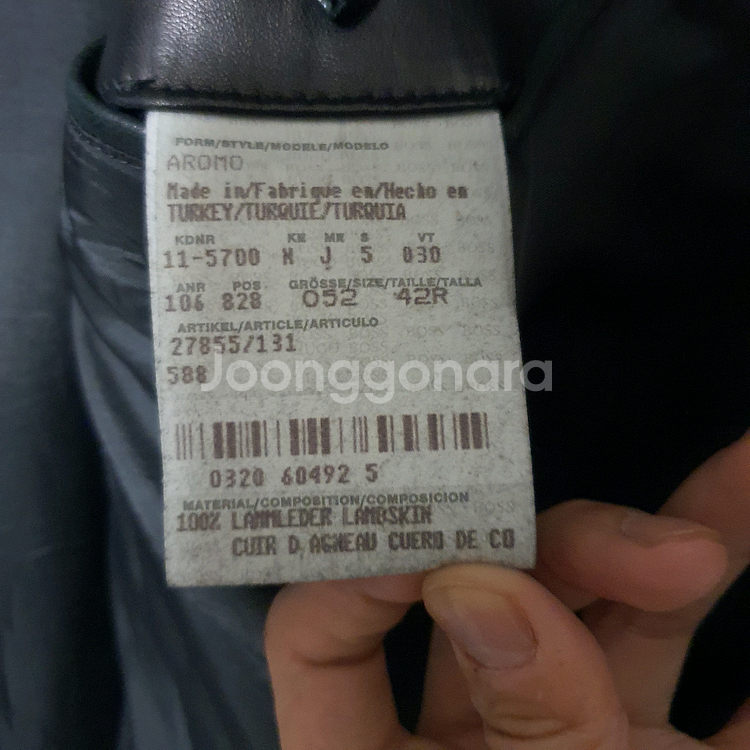 FORM/STYLE/MODELE/MODELO
AROMO
Made in/Fabrique en/Hecho en
TURKEY/TURQUIE/TURQUIA
KDNR KE ME S VT
11-5700 N J 5 030
ANR POS GRÖSSE/SIZE/TAILLE/TALLA
106 828 052 42R
ARTIKEL/ARTICLE/ARTICULO
27855/131
588
Joonggonara
0320 60492 5
MATERIAL/COMPOSITION/COMPOSICION
100% LAMMLEDER LAMBSKIN
CUIR D AGNEAU CUERO DE CO